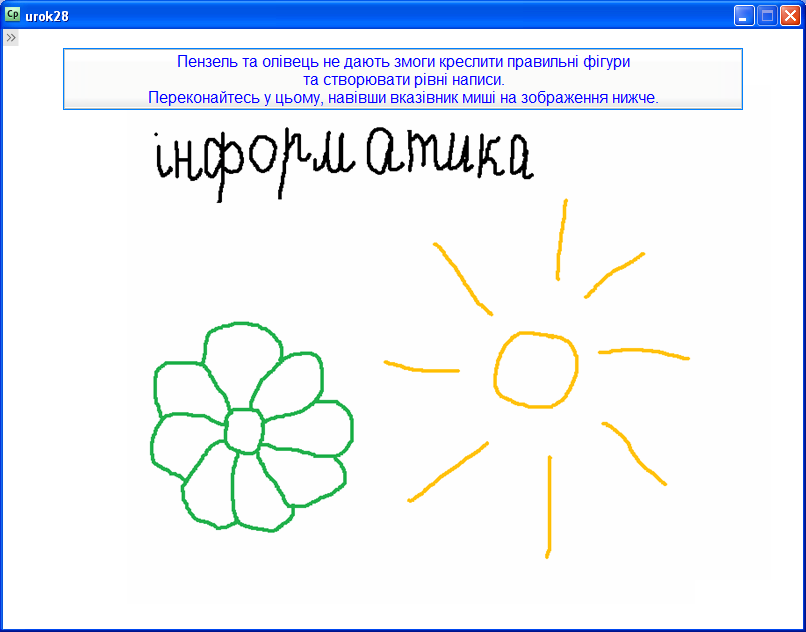 Cp urok28
»
Пензель та олівець не дають змоги креслити правильні фігури
та створювати рівні написи.
Переконайтесь у цьому, навівши вказівник миші на зображення нижче.
інформатика